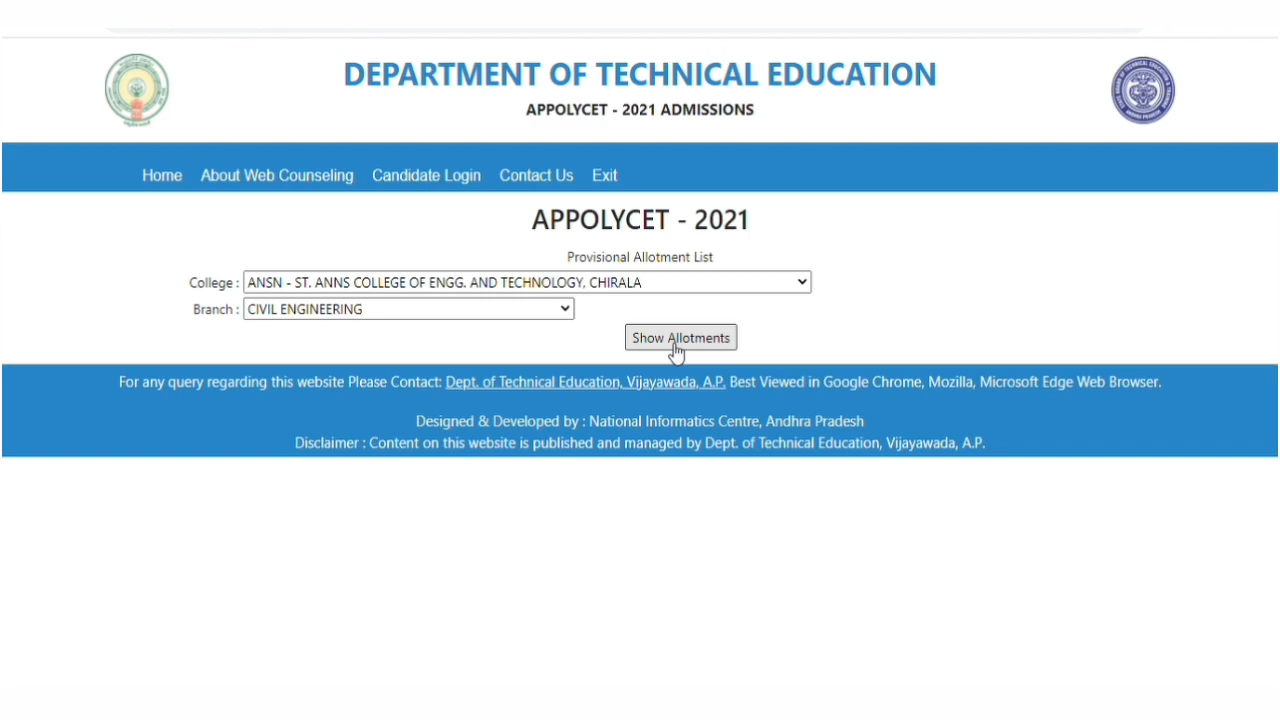 DEPARTMENT OF TECHNICAL EDUCATION
APPOLYCET - 2021 ADMISSIONS
Home About Web Counseling Candidate Login Contact Us Exit
APPOLYCET - 2021
Provisional Allotment List
College : ANSN - ST. ANNS COLLEGE OF ENGG. AND TECHNOLOGY, CHIRALA
Branch : CIVIL ENGINEERING
Show Allotments
For any query regarding this website Please Contact: Dept. of Technical Education, Vijayawada, A.P. Best Viewed in Google Chrome, Mozilla, Microsoft Edge Web Browser.
Designed & Developed by : National Informatics Centre, Andhra Pradesh
Disclaimer : Content on this website is published and managed by Dept. of Technical Education, Vijayawada, A.P.